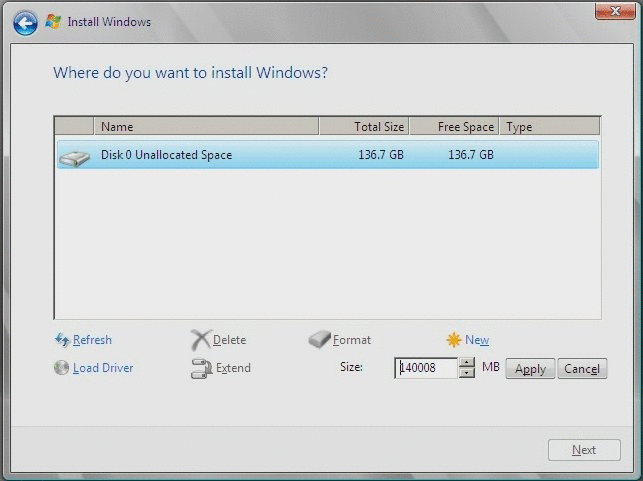 Install Windows
Where do you want to install Windows?
Name Total Size Free Space Type
Disk 0 Unallocated Space 136.7 GB 136.7 GB
Refresh Delete Format New
Load Driver Extend Size: 140008 MB Apply Cancel
Next